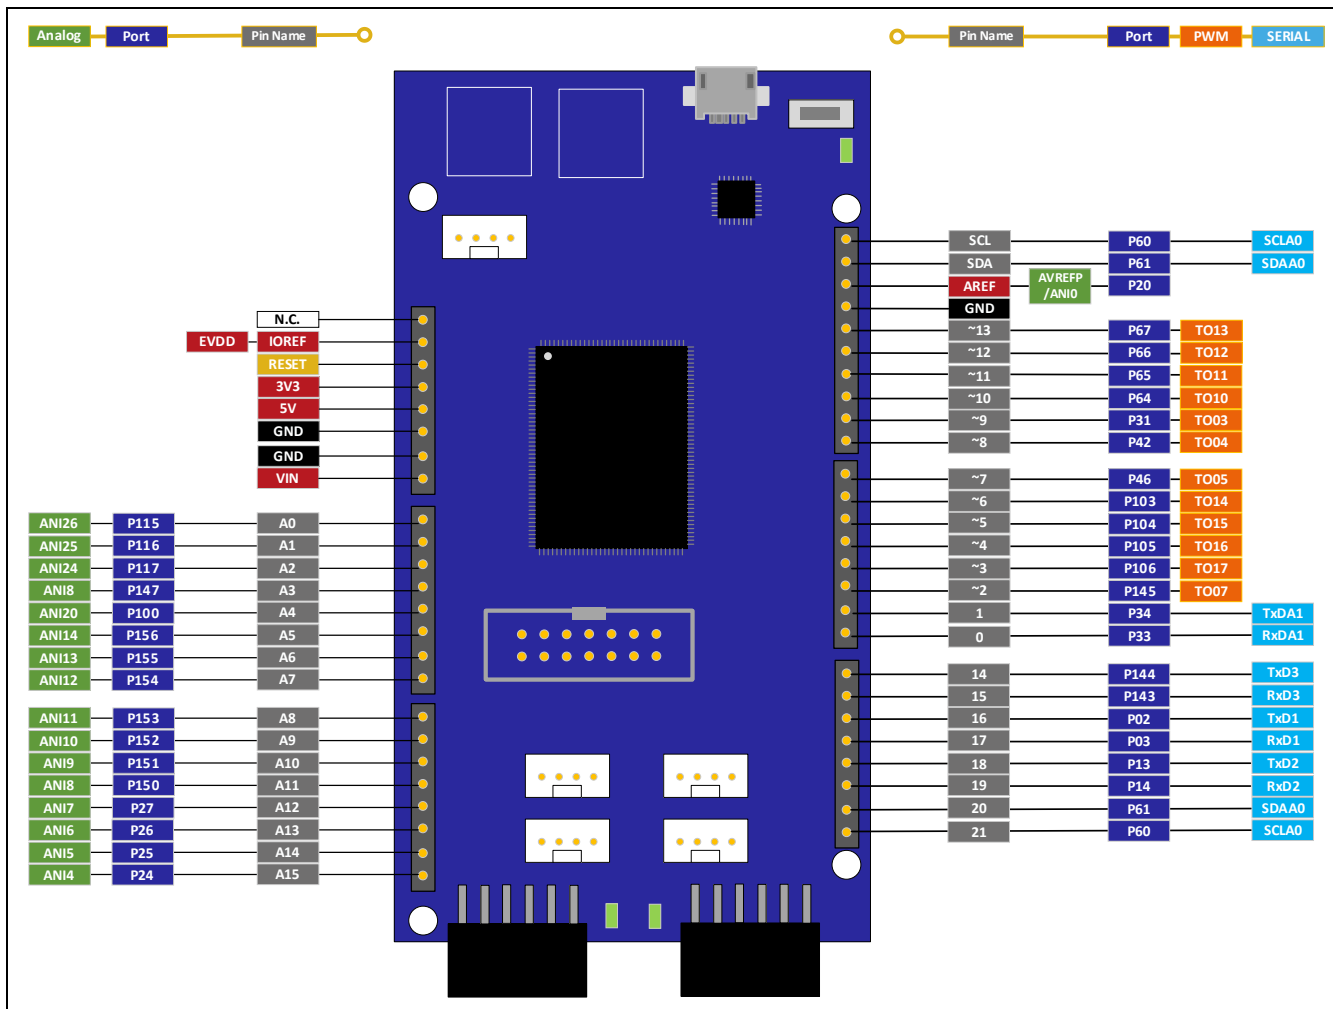 Analog Port Pin Name
Pin Name Port PWM SERIAL
SCL P60 SCLA0
SDA P61 SDAA0
AREF AVREFP /ANI0 P20
GND
~13 P67 TO13
~12 P66 TO12
~11 P65 TO11
~10 P64 TO10
~9 P31 TO03
~8 P42 TO04
~7 P46 TO05
~6 P103 TO14
~5 P104 TO15
~4 P105 TO16
~3 P106 TO17
~2 P145 TO07
1 P34 TxDA1
0 P33 RxDA1
14 P144 TxD3
15 P143 RxD3
16 P02 TxD1
17 P03 RxD1
18 P13 TxD2
19 P14 RxD2
20 P61 SDAA0
21 P60 SCLA0
N.C.
EVDD IOREF
RESET
3V3
5V
GND
GND
VIN
ANI26 P115 A0
ANI25 P116 A1
ANI24 P117 A2
ANI8 P147 A3
ANI20 P100 A4
ANI14 P156 A5
ANI13 P155 A6
ANI12 P154 A7
ANI11 P153 A8
ANI10 P152 A9
ANI9 P151 A10
ANI8 P150 A11
ANI7 P27 A12
ANI6 P26 A13
ANI5 P25 A14
ANI4 P24 A15